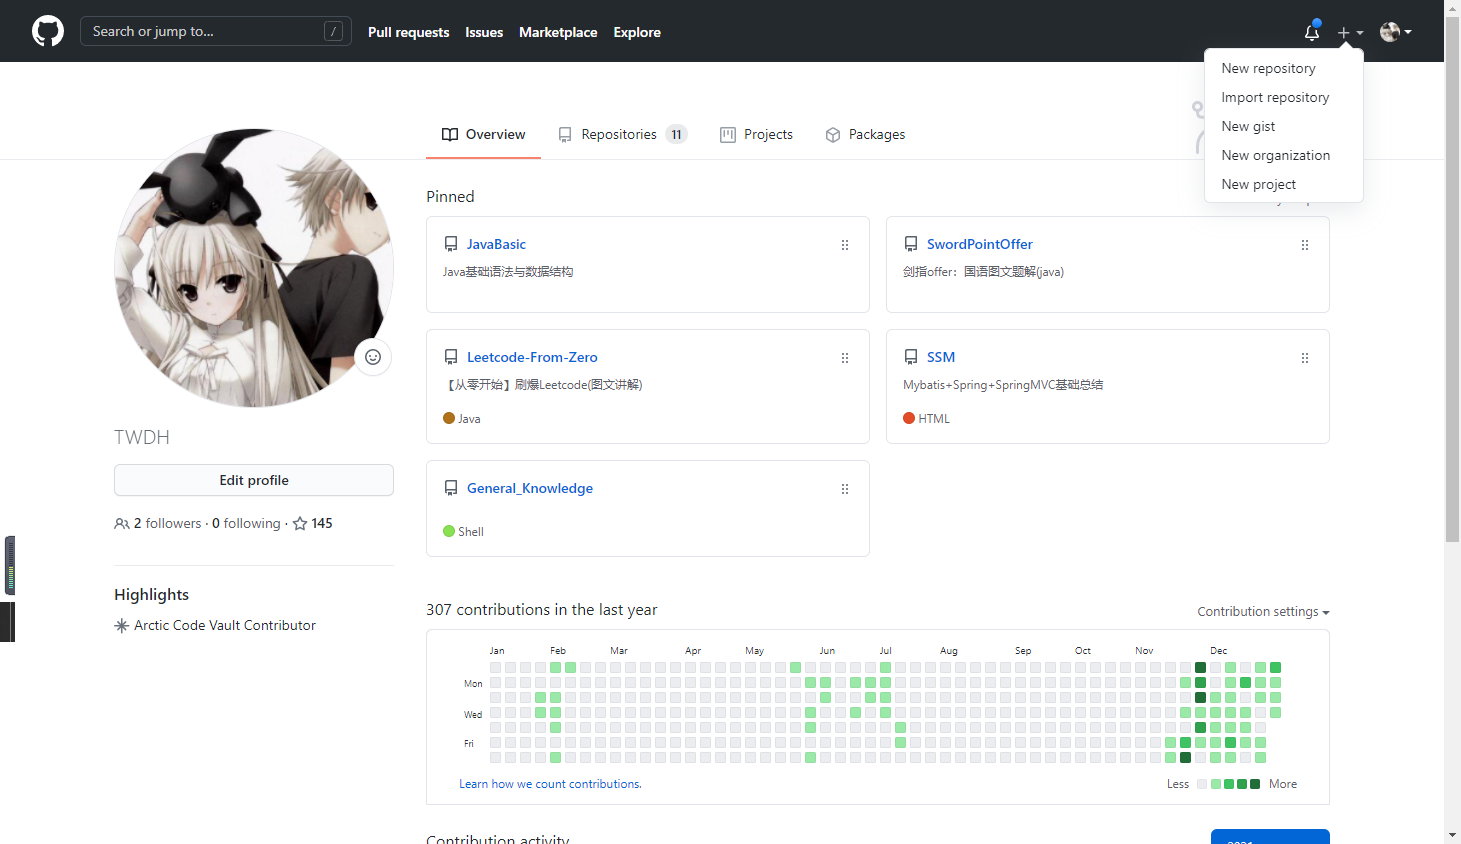 Search or jump to... /
Pull requests
Issues
Marketplace
Explore
New repository
Import repository
New gist
New organization
New project
Overview
Repositories 11
Projects
Packages
TWDH
Edit profile
2 followers · 0 following · 145
Highlights
Arctic Code Vault Contributor
Pinned
JavaBasic
Java基础语法与数据结构
SwordPointOffer
剑指offer：国语图文题解(java)
Leetcode-From-Zero
【从零开始】刷爆Leetcode(图文讲解)
Java
SSM
Mybatis+Spring+SpringMVC基础总结
HTML
General_Knowledge
Shell
307 contributions in the last year
Contribution settings
Jan Feb Mar Apr May Jun Jul Aug Sep Oct Nov Dec
Mon
Wed
Fri
Learn how we count contributions.
Less More
Contribution activity
2021